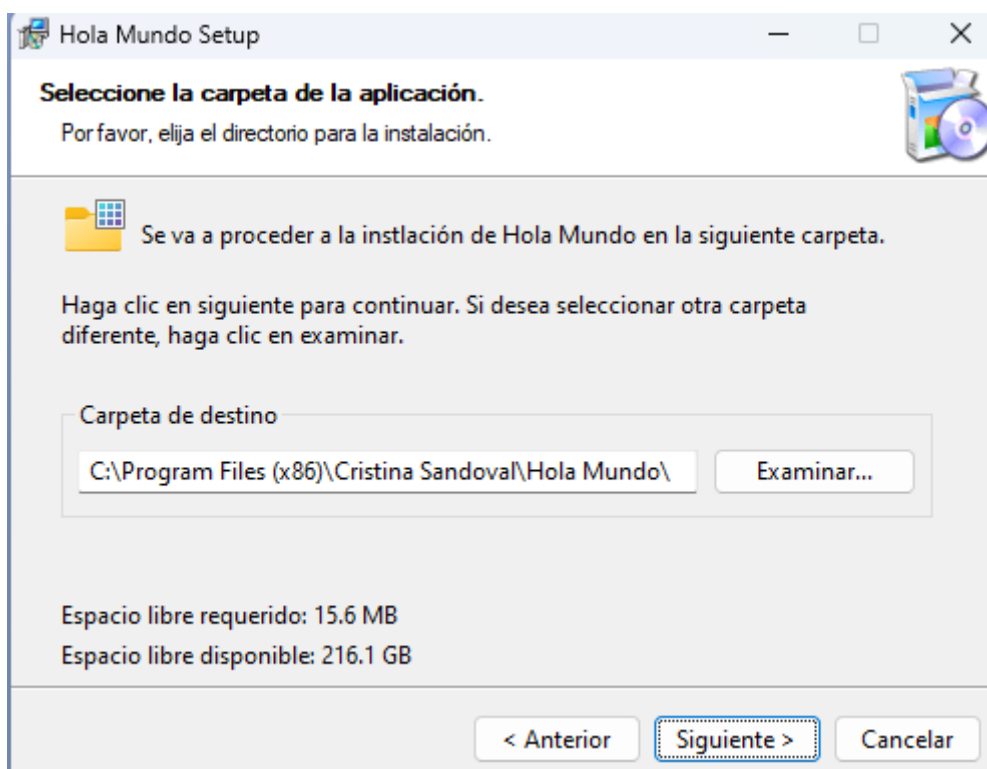 Hola Mundo Setup
Seleccione la carpeta de la aplicación.
Por favor, elija el directorio para la instalación.
Se va a proceder a la instlación de Hola Mundo en la siguiente carpeta.
Haga clic en siguiente para continuar. Si desea seleccionar otra carpeta
diferente, haga clic en examinar.
Carpeta de destino
C:\Program Files (x86)\Cristina Sandoval\Hola Mundo\
Examinar...
Espacio libre requerido: 15.6 MB
Espacio libre disponible: 216.1 GB
< Anterior
Siguiente >
Cancelar